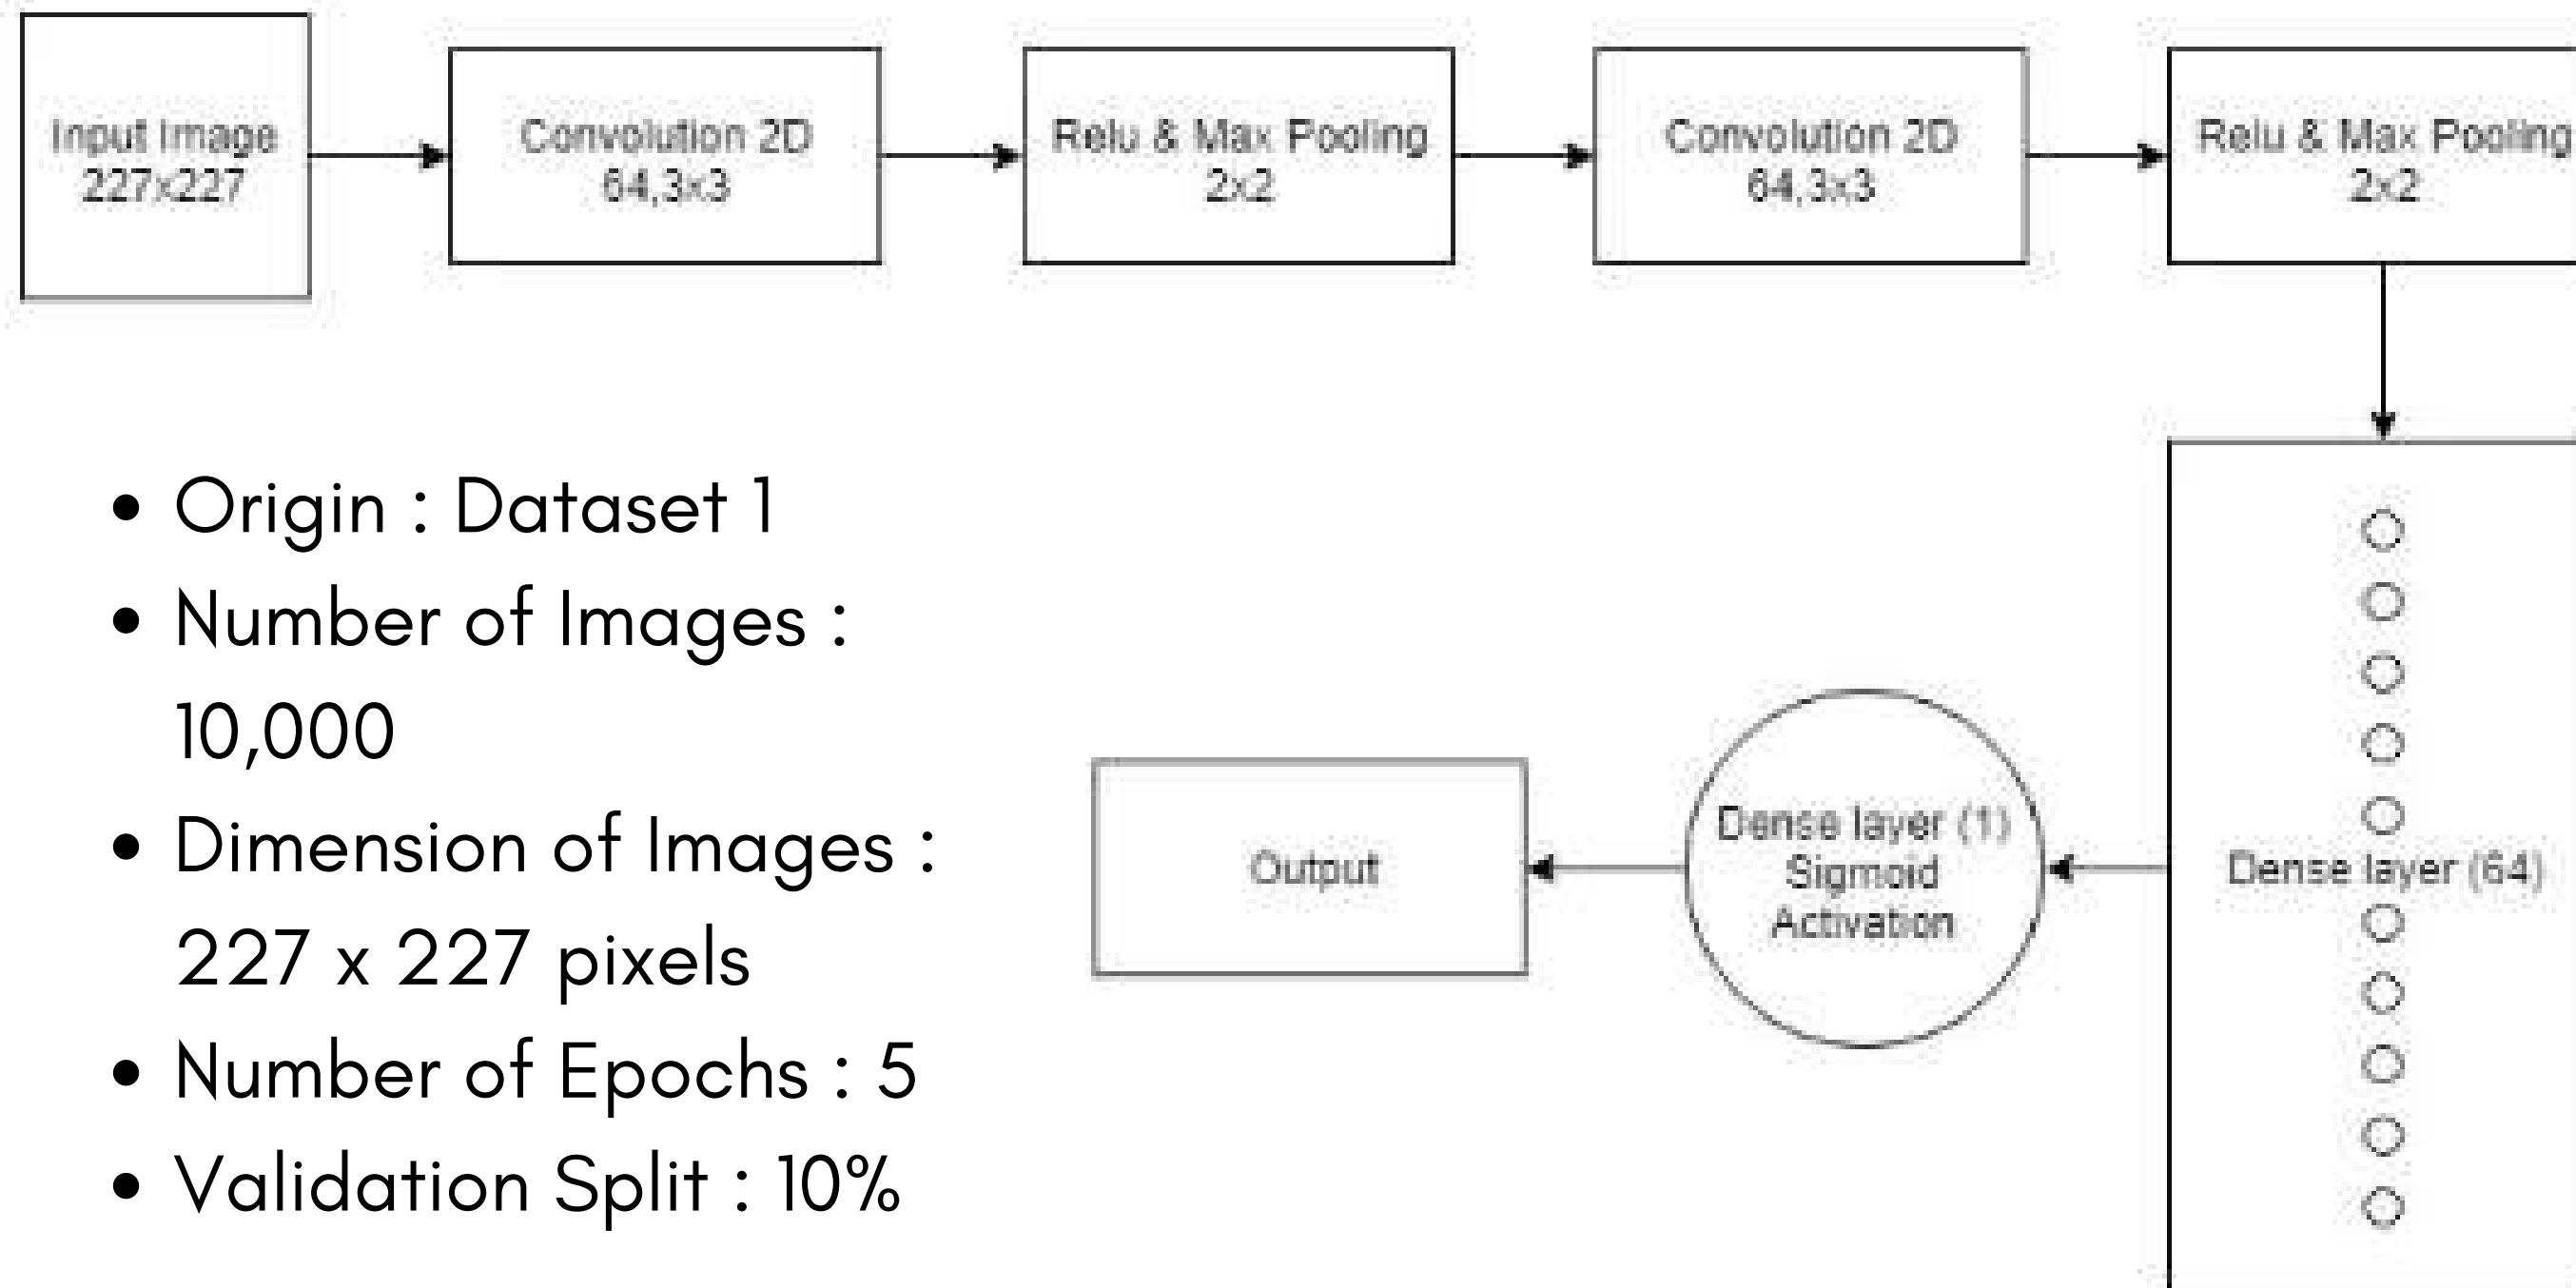 Input Image
227x227
Convolution 2D
64,3x3
Relu & Max Pooling
2x2
Convolution 2D
64,3x3
Relu & Max Pooling
2x2
• Origin : Dataset 1
• Number of Images :
10,000
• Dimension of Images :
227 x 227 pixels
• Number of Epochs : 5
• Validation Split : 10%
Output
Dense layer (1)
Sigmoid
Activation
Dense layer (64)